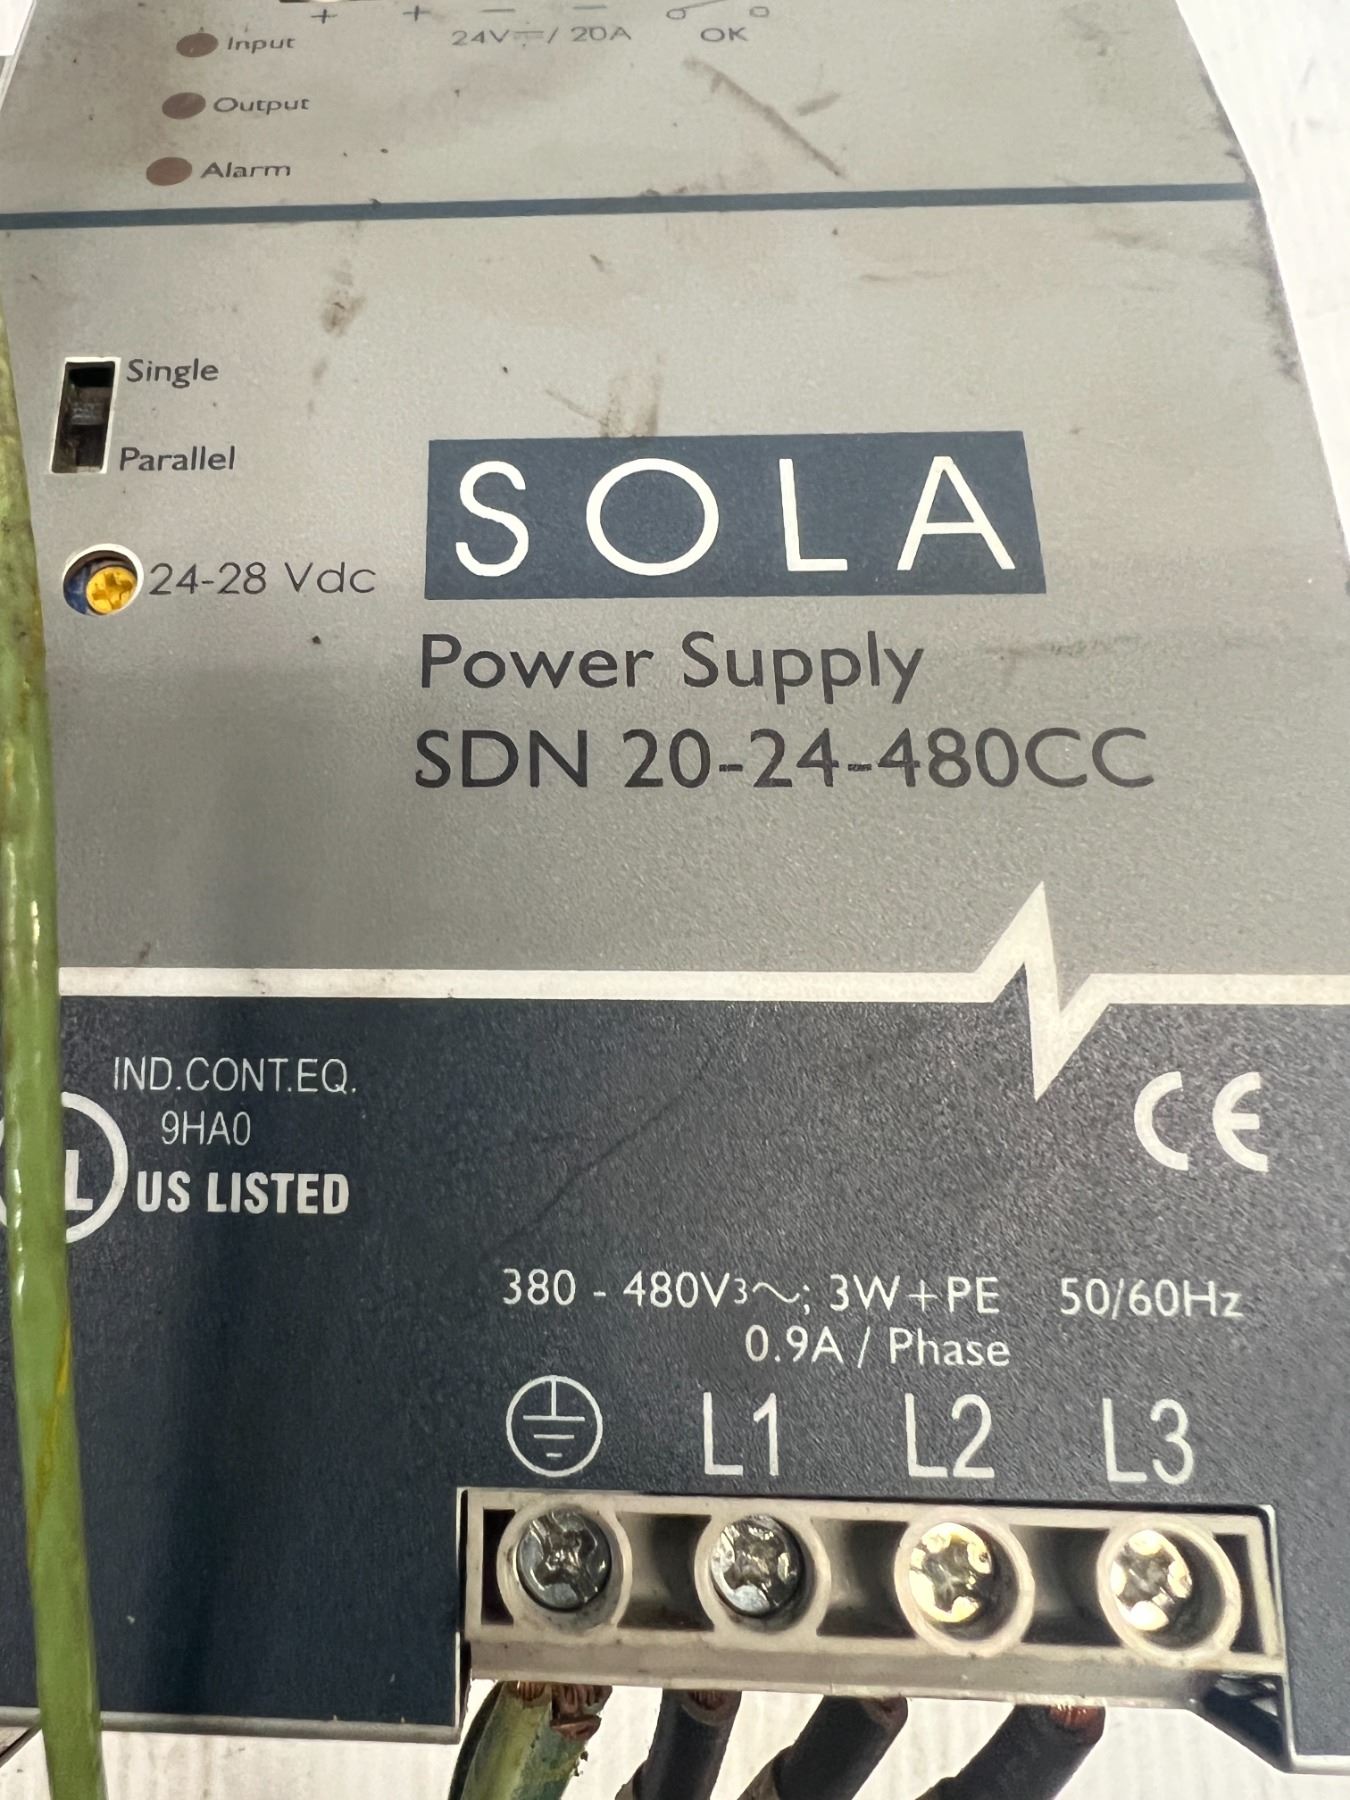 + + − −
Input
24V⎓/ 20A
OK
Output
Alarm
Single
Parallel
24-28 Vdc
SOLA
Power Supply
SDN 20-24-480CC
IND.CONT.EQ.
9HA0
UL US LISTED
CE
380 - 480V3~; 3W+PE 50/60Hz
0.9A / Phase
L1 L2 L3